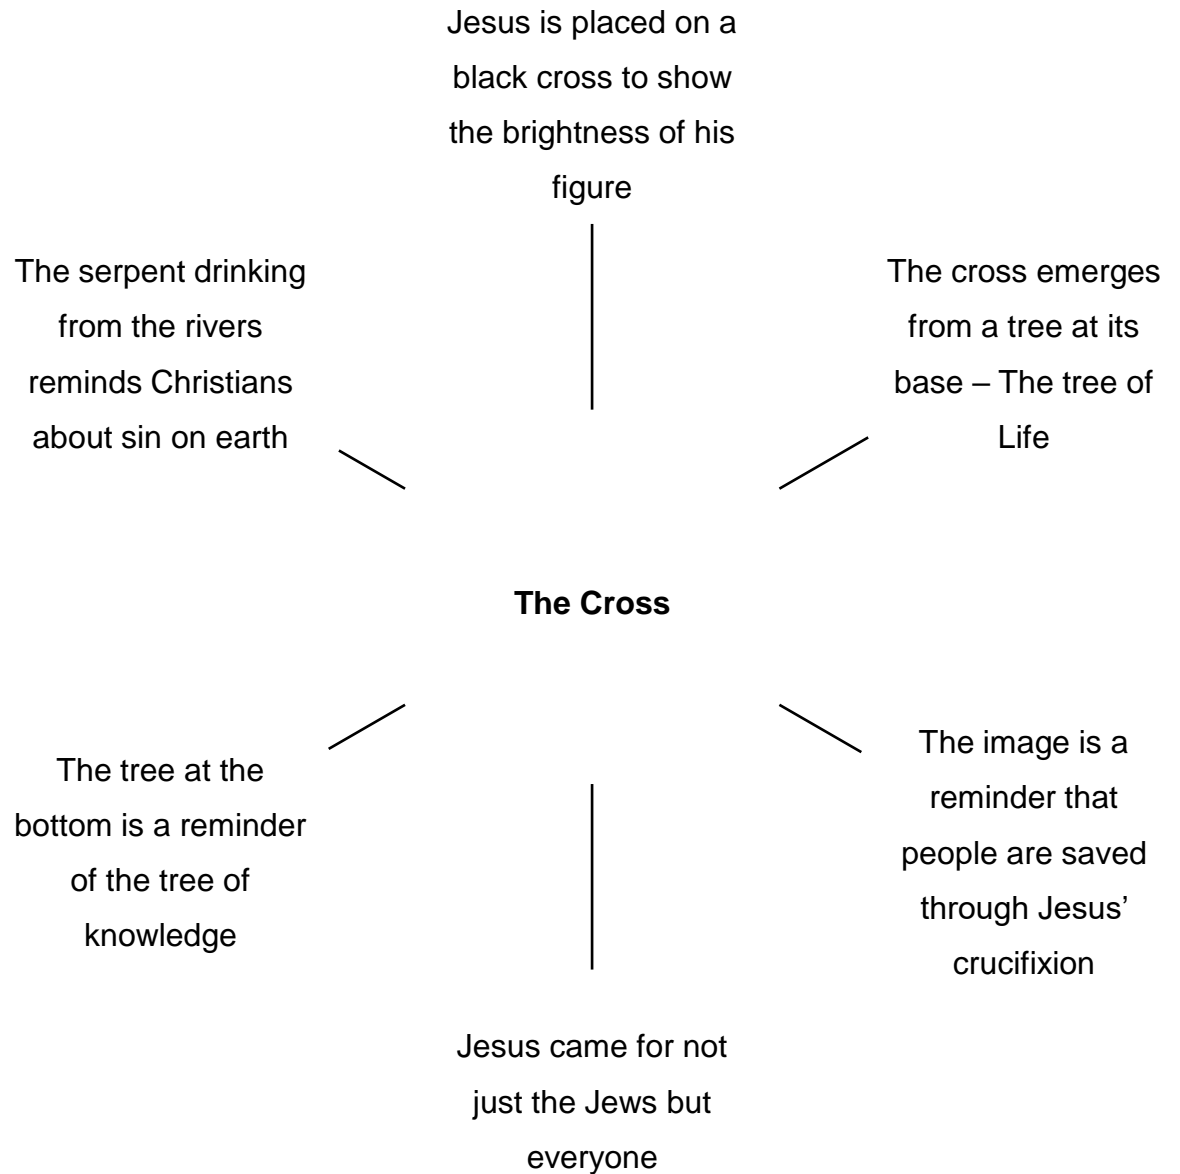 Jesus is placed on a
black cross to show
the brightness of his
figure
The serpent drinking
from the rivers
reminds Christians
about sin on earth
The cross emerges
from a tree at its
base – The tree of
Life
The Cross
The tree at the
bottom is a reminder
of the tree of
knowledge
The image is a
reminder that
people are saved
through Jesus’
crucifixion
Jesus came for not
just the Jews but
everyone